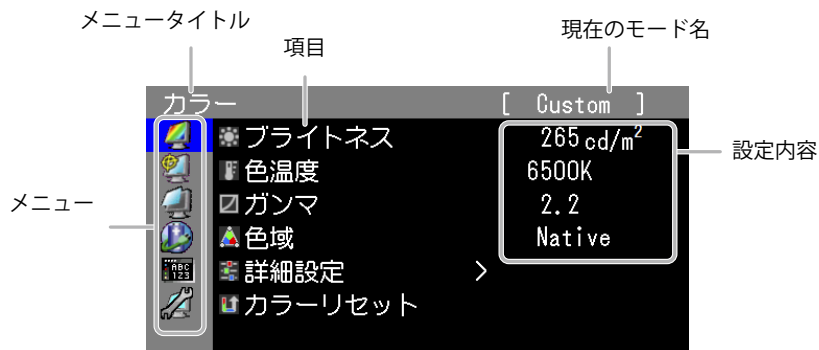 メニュータイトル
項目
現在のモード名
カラー [ Custom ]
ブライトネス 265 cd/m²
色温度 6500K
ガンマ 2.2
色域 Native
詳細設定 >
カラーリセット
メニュー
設定内容
ABC
123